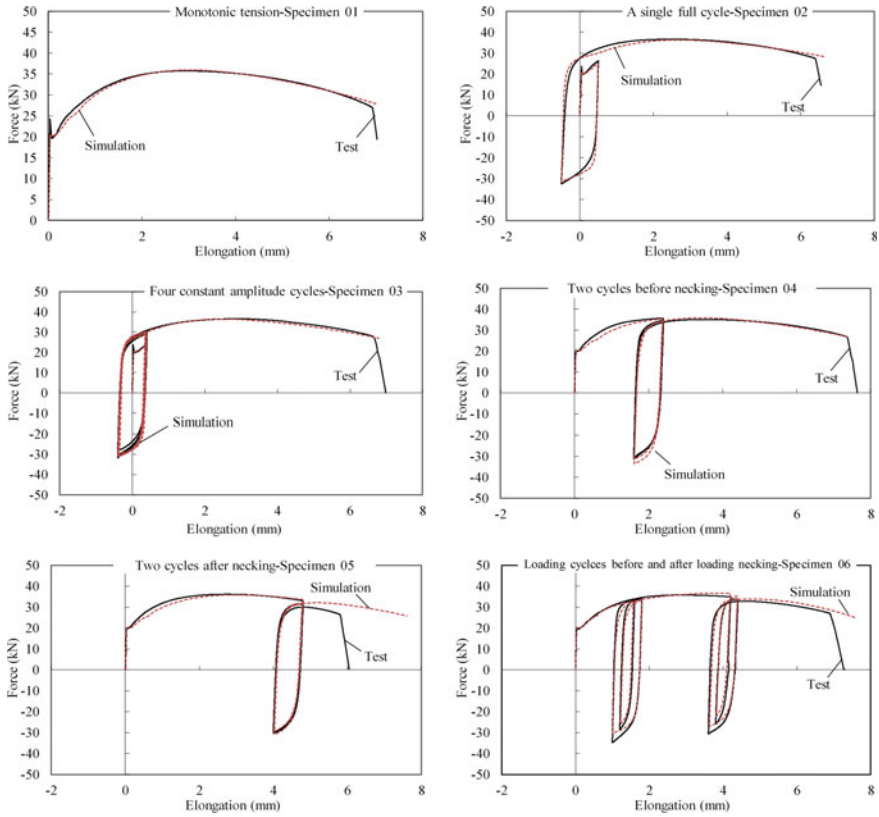 Monotonic tension-Specimen 01
Force (kN)
50
45
40
35
30
25
20
15
10
5
0
Simulation
Test
0 2 4 6 8
Elongation (mm)
A single full cycle-Specimen 02
Force (kN)
50
40
30
20
10
0
-10
-20
-30
-40
-50
Simulation
Test
-2 0 2 4 6 8
Elongation (mm)
Four constant amplitude cycles-Specimen 03
Force (kN)
50
40
30
20
10
0
-10
-20
-30
-40
-50
Test
Simulation
-2 0 2 4 6 8
Elongation (mm)
Two cycles before necking-Specimen 04
Force (kN)
50
40
30
20
10
0
-10
-20
-30
-40
-50
Test
Simulation
-2 0 2 4 6 8
Elongation (mm)
Two cycles after necking-Specimen 05
Force (kN)
50
40
30
20
10
0
-10
-20
-30
-40
-50
Simulation
Test
-2 0 2 4 6 8
Elongation (mm)
Loading cyclees before and after loading necking-Specimen 06
Force (kN)
50
40
30
20
10
0
-10
-20
-30
-40
-50
Simulation
Test
-2 0 2 4 6 8
Elongation (mm)